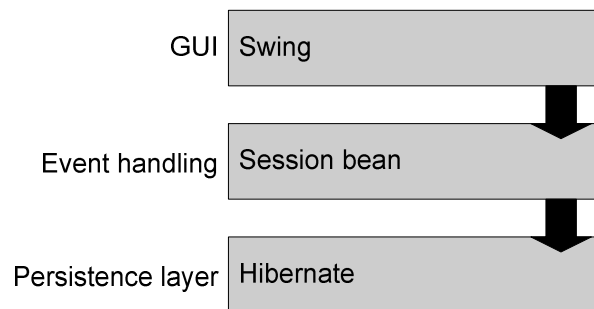 GUI Swing
Event handling Session bean
Persistence layer Hibernate